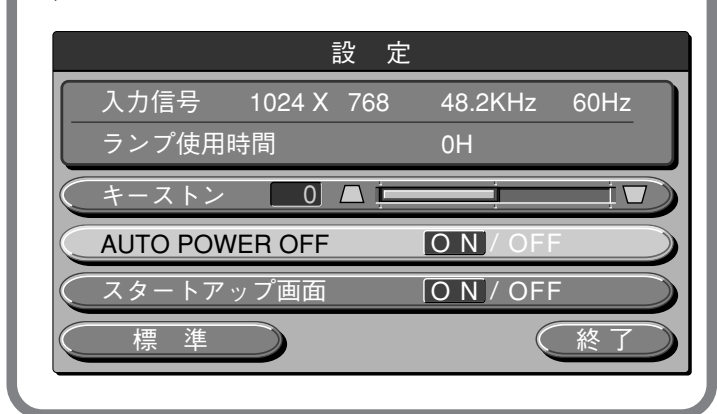 設 定
入力信号 1024 X 768 48.2KHz 60Hz
ランプ使用時間 0H
キーストン 0
AUTO POWER OFF ON / OFF
スタートアップ画面 ON / OFF
標 準 終 了